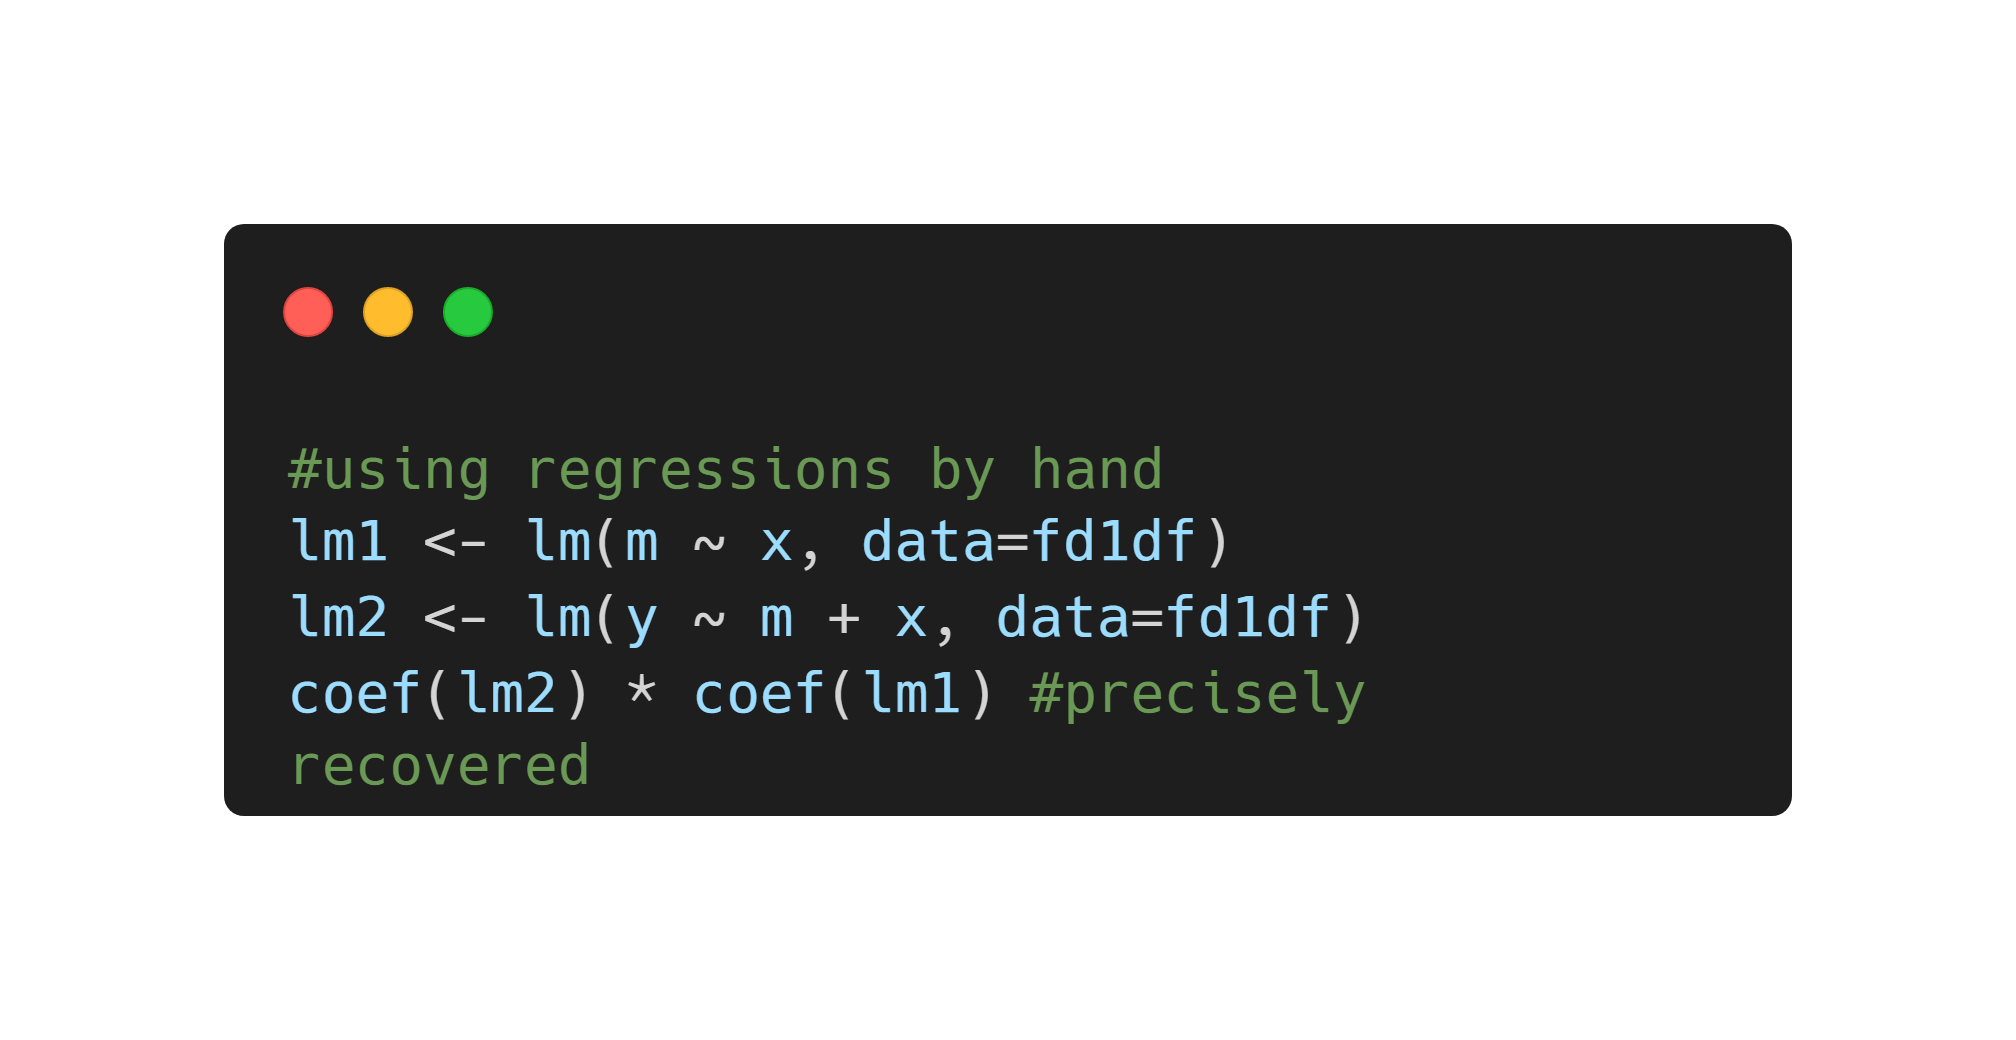 #using regressions by hand
lm1 <- lm(m ~ x, data=fd1df)
lm2 <- lm(y ~ m + x, data=fd1df)
coef(lm2) * coef(lm1) #precisely
recovered